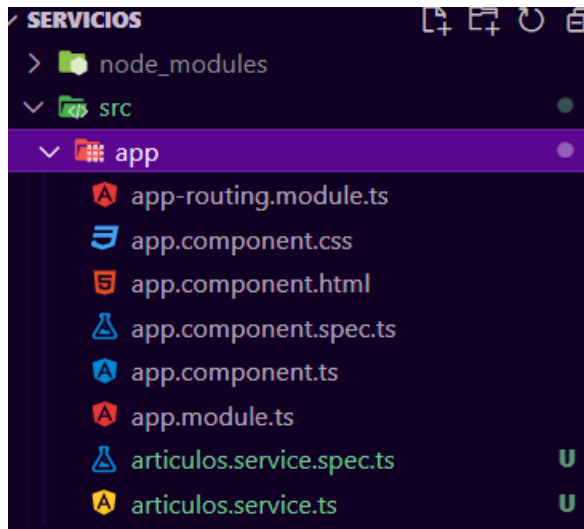 SERVICIOS
node_modules
src
app
app-routing.module.ts
app.component.css
app.component.html
app.component.spec.ts
app.component.ts
app.module.ts
articulos.service.spec.ts U
articulos.service.ts U